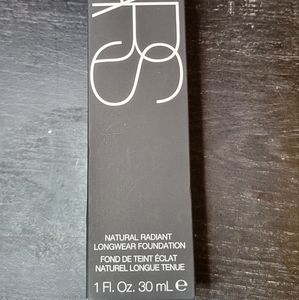 NARS
NATURAL RADIANT
LONGWEAR FOUNDATION
FOND DE TEINT ÉCLAT
NATUREL LONGUE TENUE
1 Fl. Oz. 30 mL e